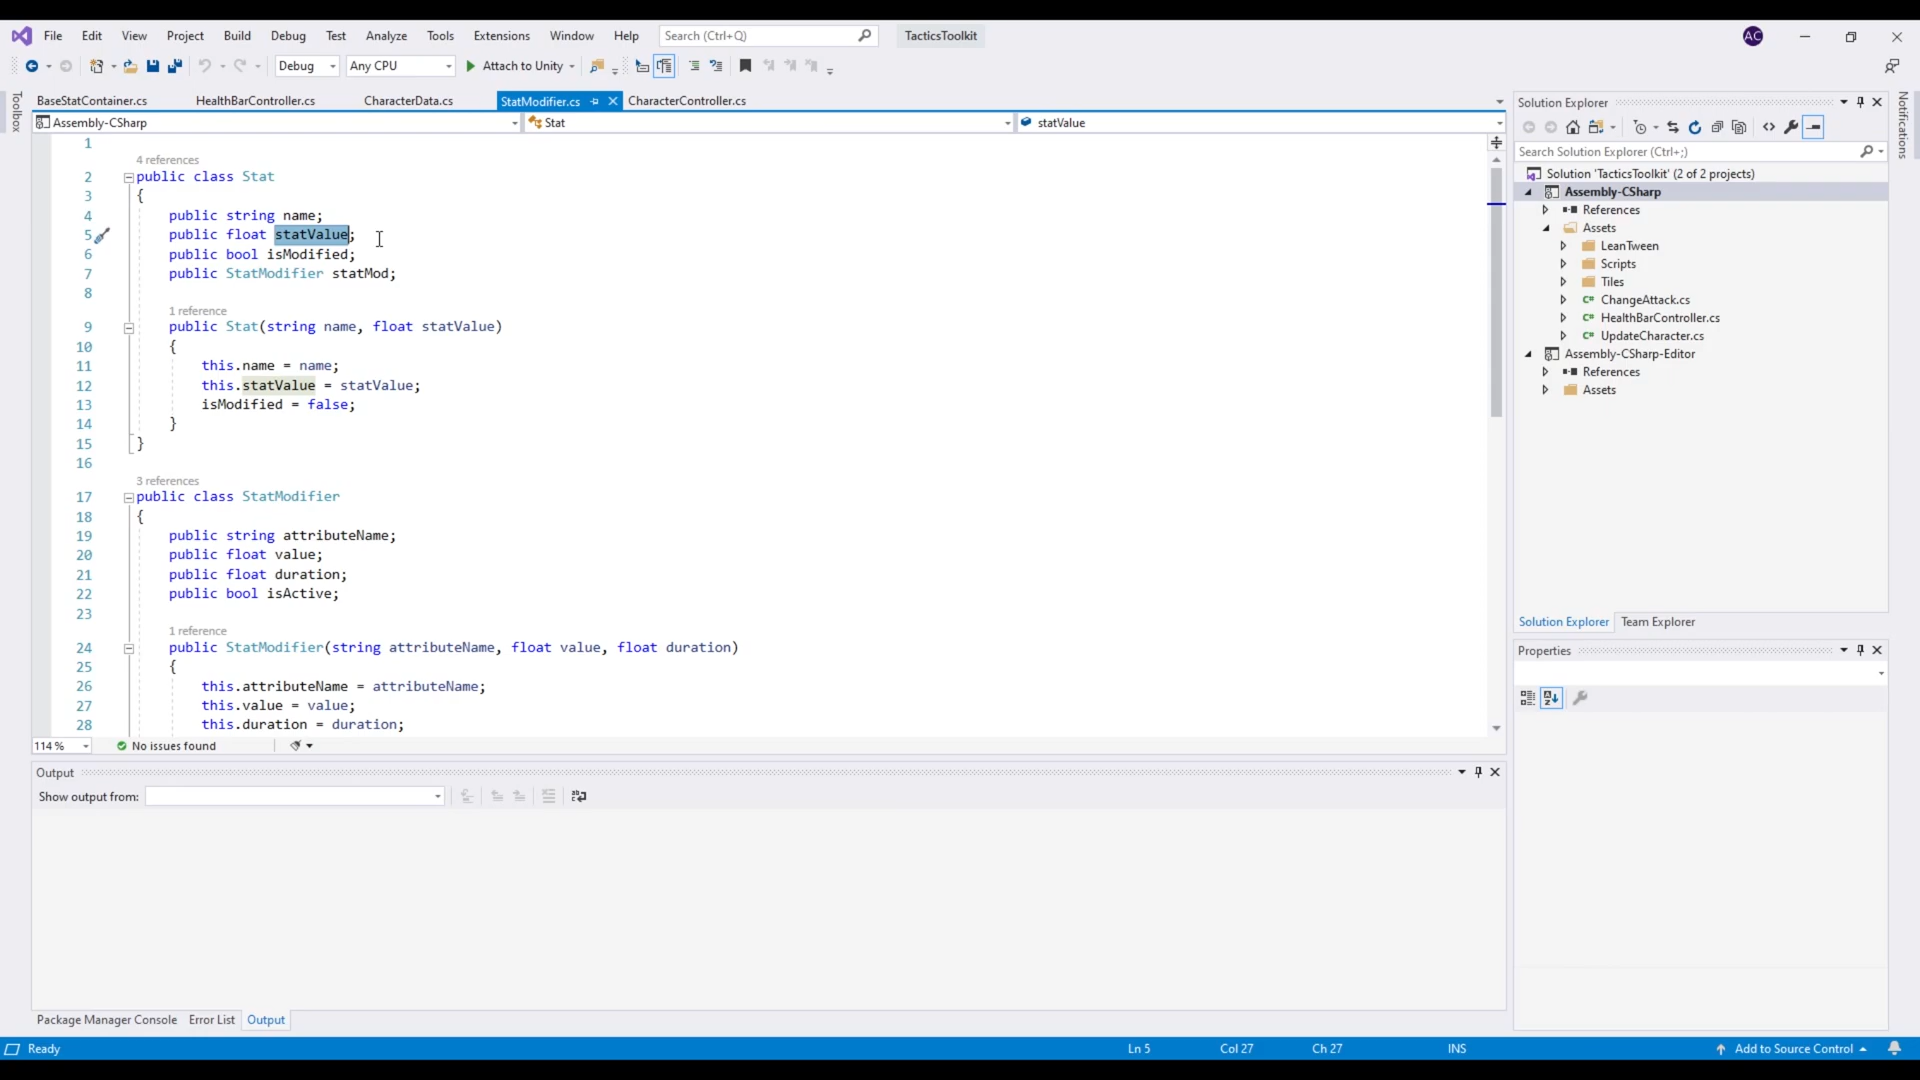 File Edit View Project Build Debug Test Analyze Tools Extensions Window Help Search (Ctrl+Q) TacticsToolkit AC
Debug Any CPU Attach to Unity
BaseStatContainer.cs HealthBarController.cs CharacterData.cs StatModifier.cs CharacterController.cs
Assembly-CSharp Stat statValue
Toolbox
1
4 references
2 public class Stat
3 {
4 public string name;
5 public float statValue;
6 public bool isModified;
7 public StatModifier statMod;
8
1 reference
9 public Stat(string name, float statValue)
10 {
11 this.name = name;
12 this.statValue = statValue;
13 isModified = false;
14 }
15 }
16
3 references
17 public class StatModifier
18 {
19 public string attributeName;
20 public float value;
21 public float duration;
22 public bool isActive;
23
1 reference
24 public StatModifier(string attributeName, float value, float duration)
25 {
26 this.attributeName = attributeName;
27 this.value = value;
28 this.duration = duration;
114 % No issues found
Output
Show output from:
Package Manager Console Error List Output
Solution Explorer
Search Solution Explorer (Ctrl+;)
Solution 'TacticsToolkit' (2 of 2 projects)
Assembly-CSharp
References
Assets
LeanTween
Scripts
Tiles
C# ChangeAttack.cs
C# HealthBarController.cs
C# UpdateCharacter.cs
Assembly-CSharp-Editor
References
Assets
Solution Explorer Team Explorer
Properties
Notifications
Ready Ln 5 Col 27 Ch 27 INS Add to Source Control